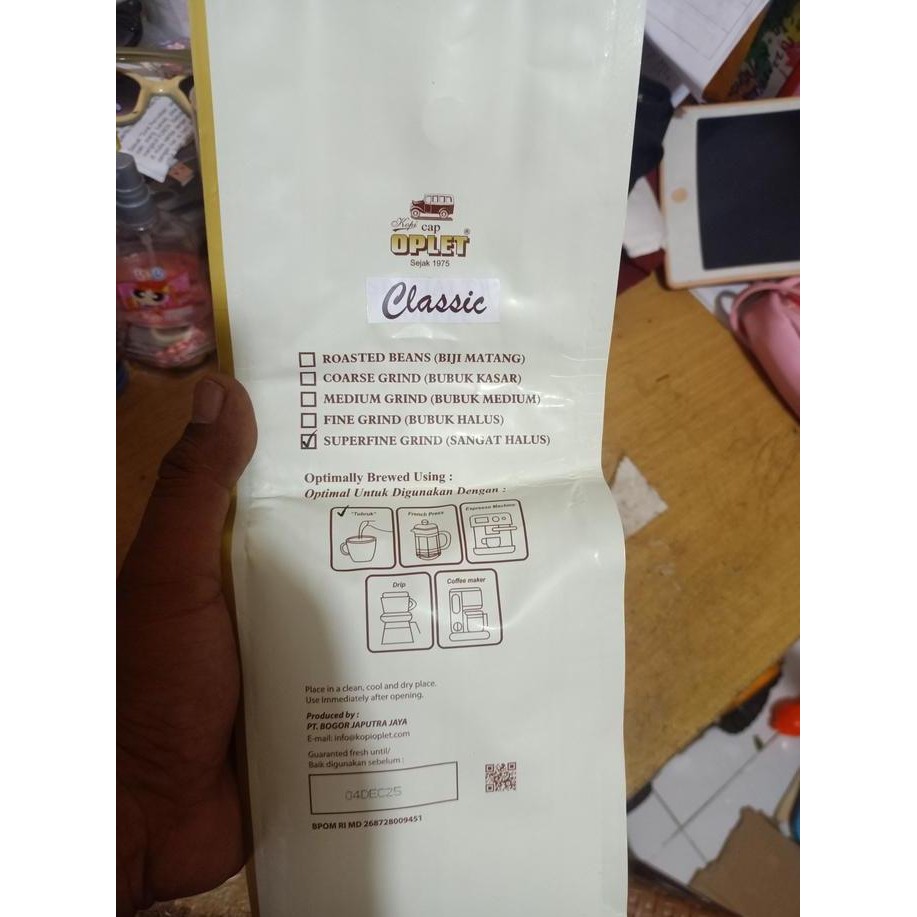 Kopi cap
OPLET®
Sejak 1975
Classic
ROASTED BEANS (BIJI MATANG)
COARSE GRIND (BUBUK KASAR)
MEDIUM GRIND (BUBUK MEDIUM)
FINE GRIND (BUBUK HALUS)
SUPERFINE GRIND (SANGAT HALUS)
Optimally Brewed Using :
Optimal Untuk Digunakan Dengan :
"Tubruk"
French Press
Espresso Machine
Drip
Coffee maker
Place in a clean, cool and dry place.
Use immediately after opening.
Produced by :
PT. BOGOR JAPUTRA JAYA
E-mail: info@kopioplet.com
Guaranted fresh until/
Baik digunakan sebelum :
04DEC25
BPOM RI MD 268728009451